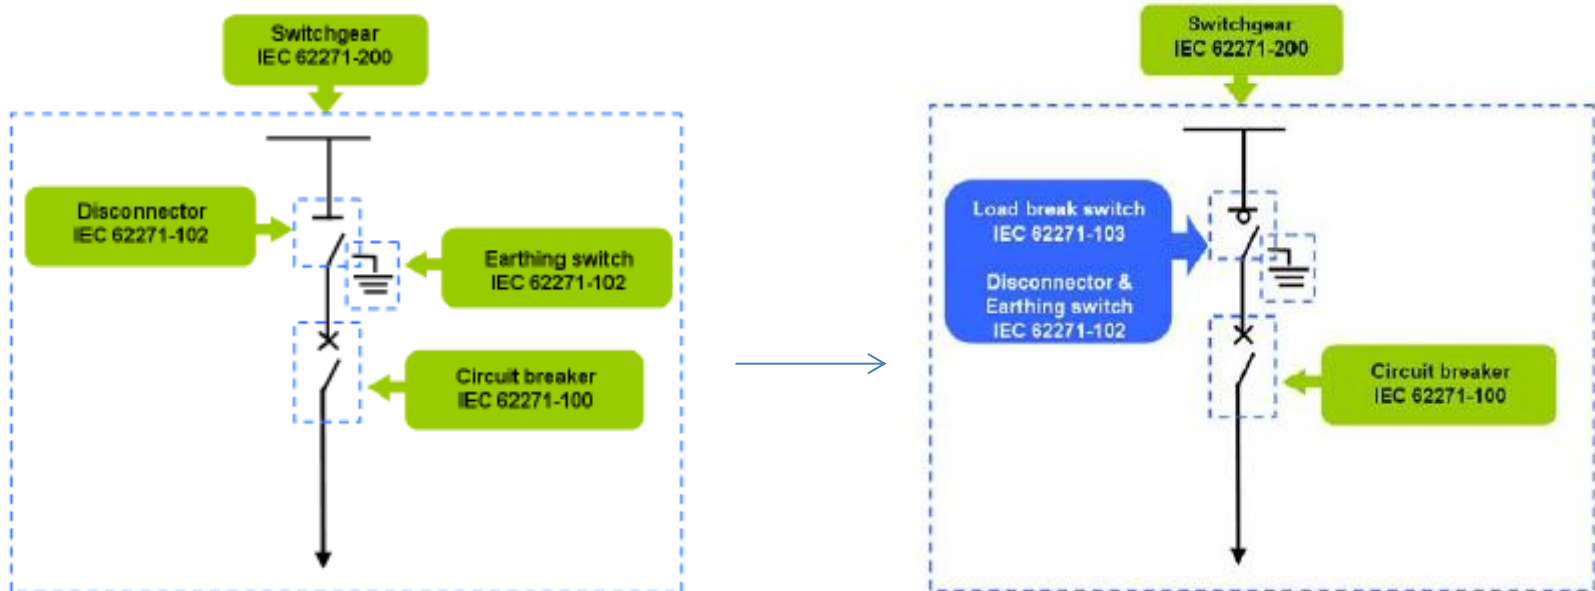 Switchgear
IEC 62271-200
Disconnector
IEC 62271-102
Earthing switch
IEC 62271-102
Circuit breaker
IEC 62271-100
Switchgear
IEC 62271-200
Load break switch
IEC 62271-103
Disconnector &
Earthing switch
IEC 62271-102
Circuit breaker
IEC 62271-100